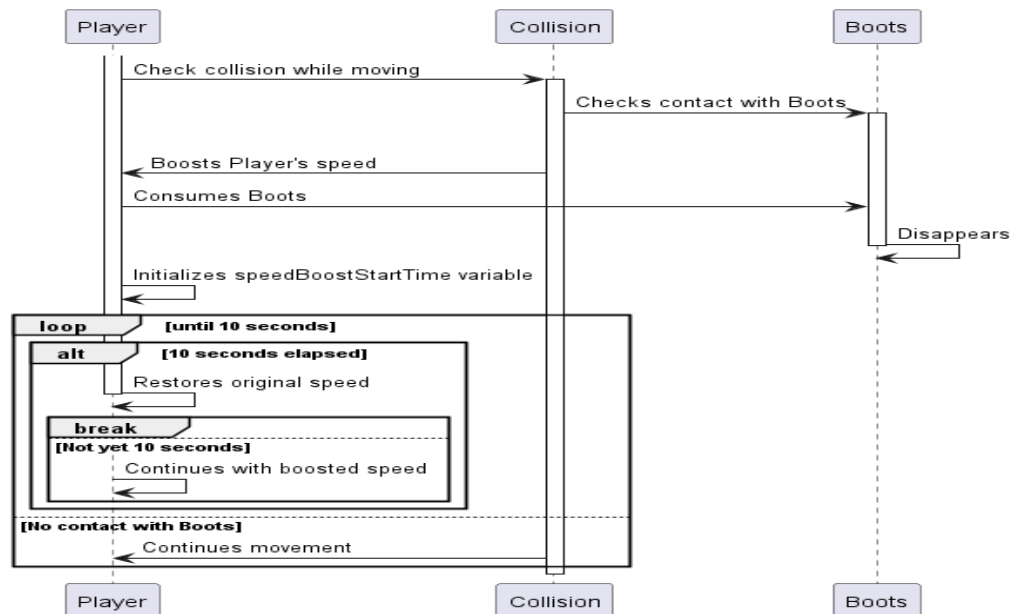 Player Collision Boots
Check collision while moving
Checks contact with Boots
Boosts Player's speed
Consumes Boots
Disappears
Initializes speedBoostStartTime variable
loop [until 10 seconds]
alt [10 seconds elapsed]
Restores original speed
break
[Not yet 10 seconds]
Continues with boosted speed
[No contact with Boots]
Continues movement
Player Collision Boots